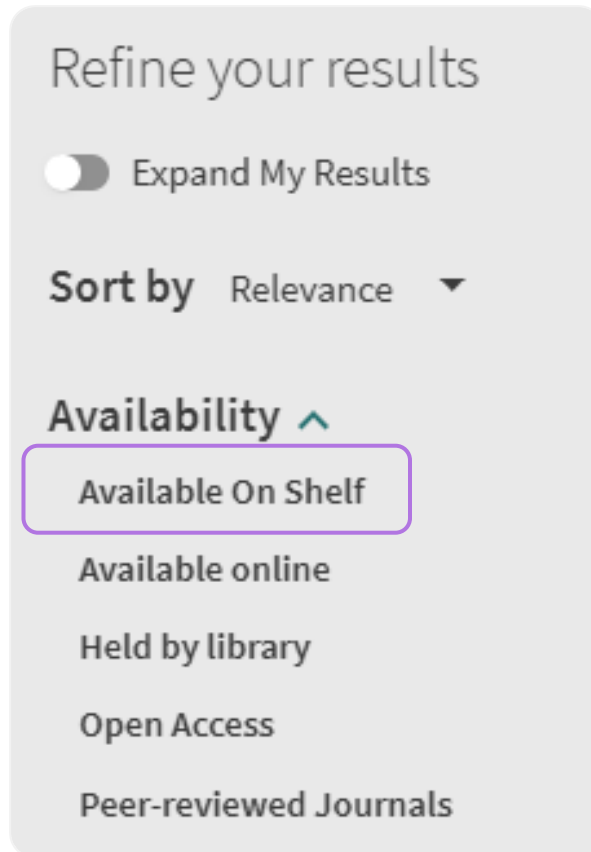 Refine your results
Expand My Results
Sort by Relevance
Availability
Available On Shelf
Available online
Held by library
Open Access
Peer-reviewed Journals